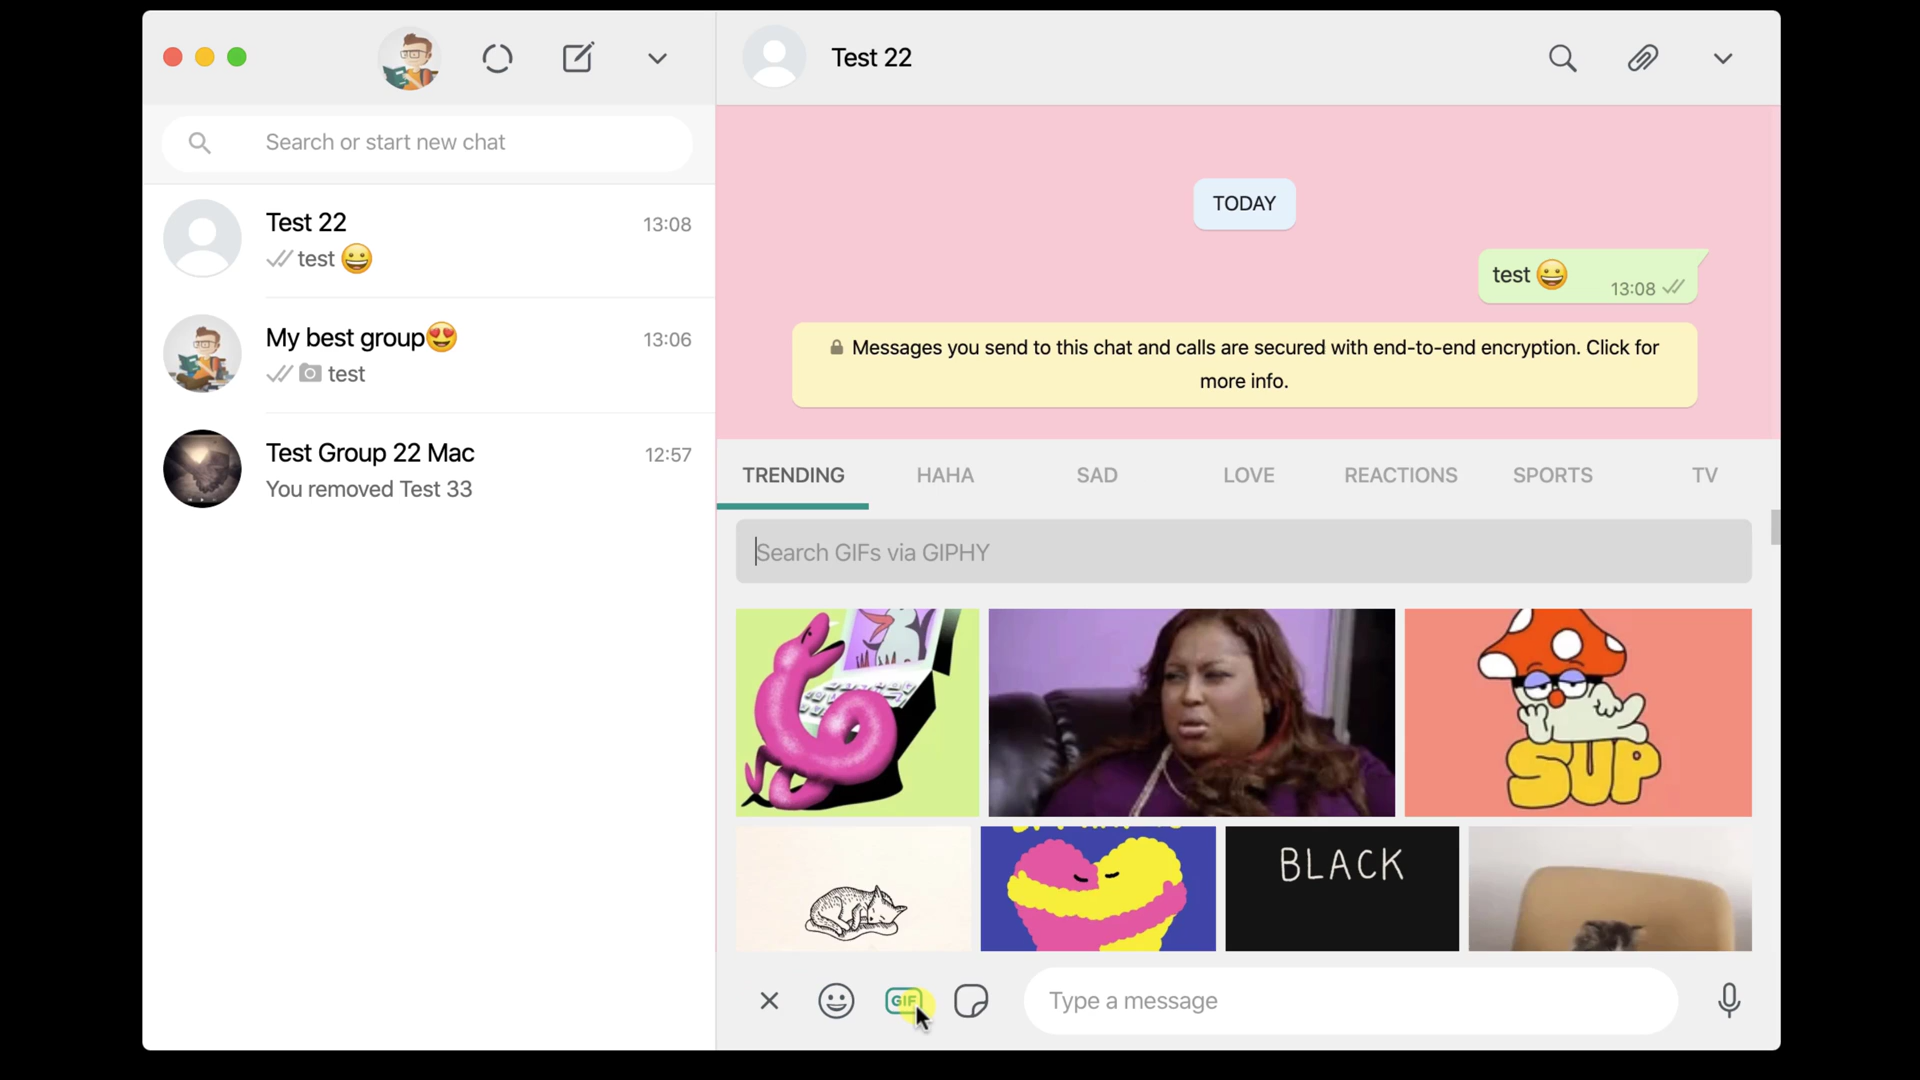 Test 22
Search or start new chat
Test 22
13:08
test 😀
My best group😍
13:06
test
Test Group 22 Mac
12:57
You removed Test 33
TODAY
test 😀
13:08
Messages you send to this chat and calls are secured with end-to-end encryption. Click for
more info.
TRENDING
HAHA
SAD
LOVE
REACTIONS
SPORTS
TV
Search GIFs via GIPHY
SUP
BLACK
GIF
Type a message